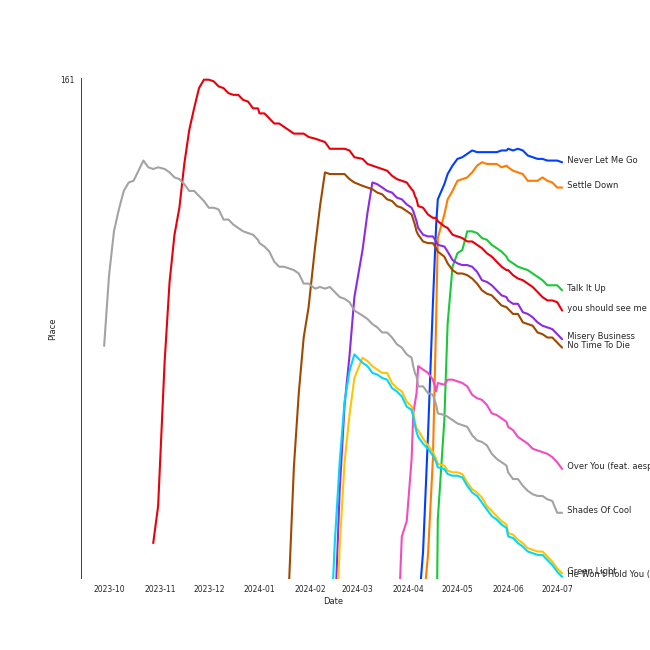 161
Place
Never Let Me Go
Settle Down
Talk It Up
you should see me
Misery Business
No Time To Die
Over You (feat. aesp
Shades Of Cool
Green Light
He Won't Hold You (
2023-10 2023-11 2023-12 2024-01 2024-02 2024-03 2024-04 2024-05 2024-06 2024-07
Date